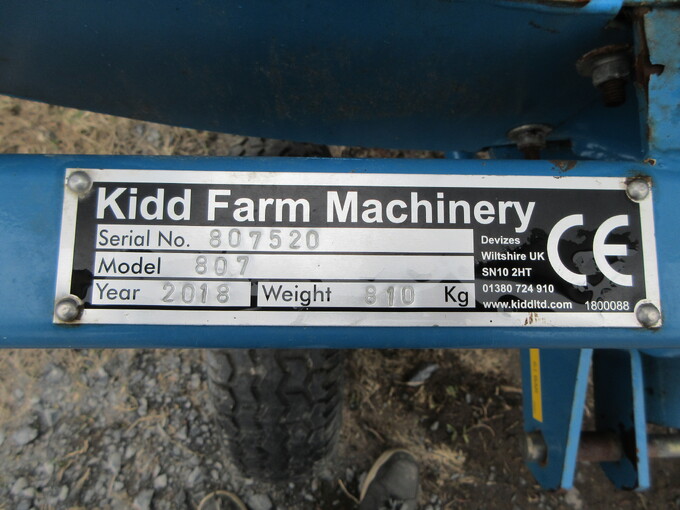 Kidd Farm Machinery
Serial No. 807520
Model 807
Year 2018 Weight 810 Kg
Devizes
Wiltshire UK
SN10 2HT
01380 724 910
www.kiddltd.com 1800088
CE